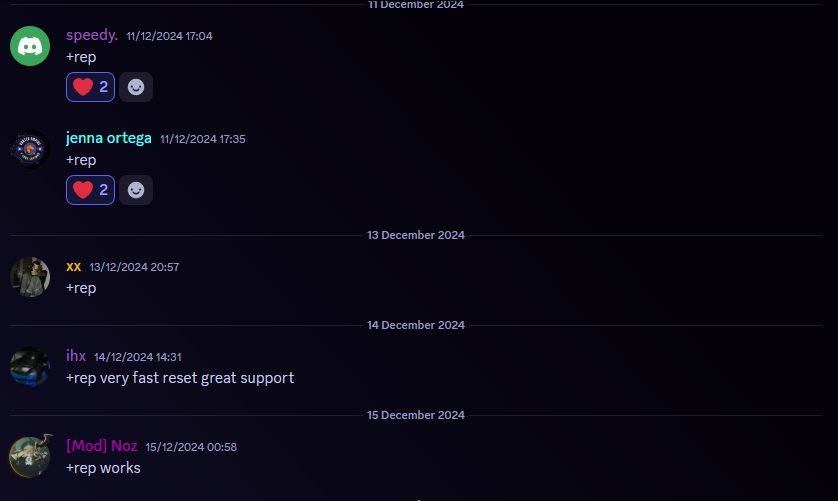 11 December 2024
speedy. 11/12/2024 17:04
+rep
2
jenna ortega 11/12/2024 17:35
+rep
2
13 December 2024
xx 13/12/2024 20:57
+rep
14 December 2024
ihx 14/12/2024 14:31
+rep very fast reset great support
15 December 2024
[Mod] Noz 15/12/2024 00:58
+rep works